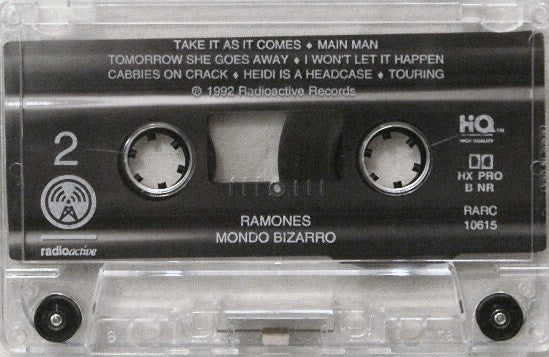 TAKE IT AS IT COMES ♦ MAIN MAN
TOMORROW SHE GOES AWAY ♦ I WON'T LET IT HAPPEN
CABBIES ON CRACK ♦ HEIDI IS A HEADCASE ♦ TOURING
℗ 1992 Radioactive Records
2
HiQ™
HIGH QUALITY
HX PRO
B NR
RAMONES
MONDO BIZARRO
RARC
10615
radioactive